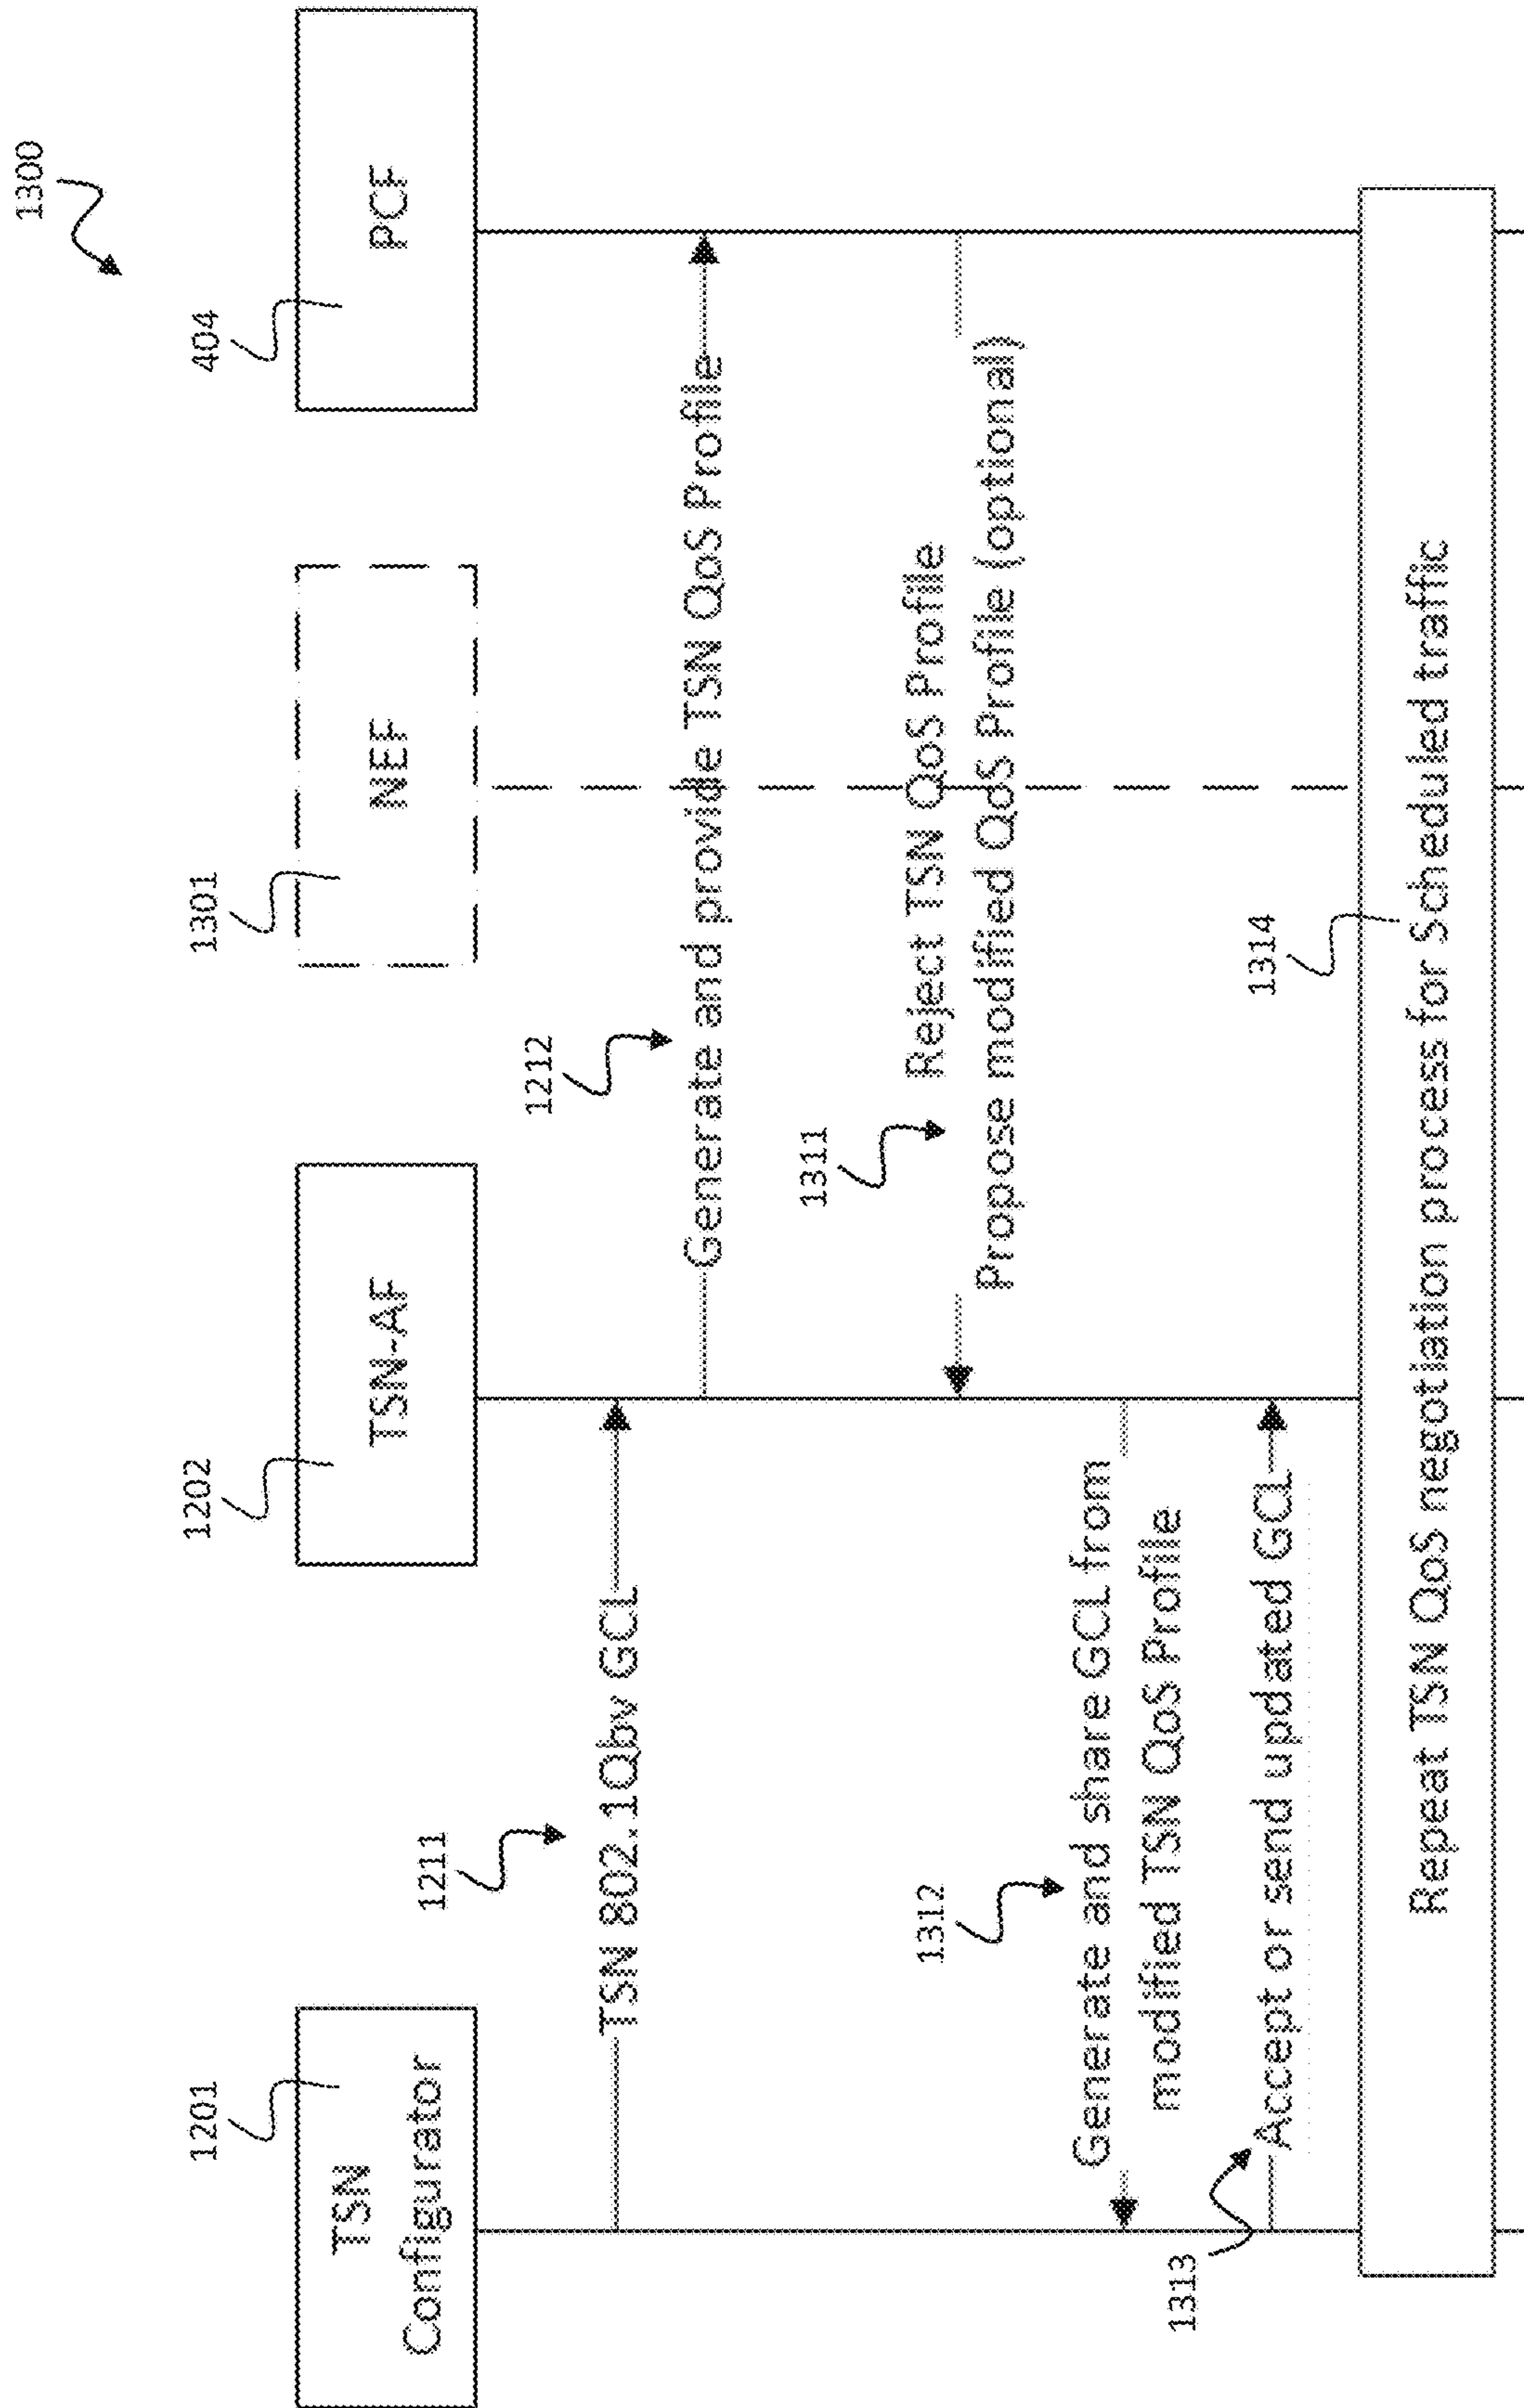 1300
1201
1202
1301
404
TSN
Configurator
TSN-AF
NEF
PCF
1211
TSN 802.1Qbv GCL
1212
Generate and provide TSN QoS Profile
1311
Reject TSN QoS Profile
Propose modified QoS Profile (optional)
1312
Generate and share GCL from
modified TSN QoS Profile
1313
Accept or send updated GCL
1314
Repeat TSN QoS negotiation process for Scheduled traffic